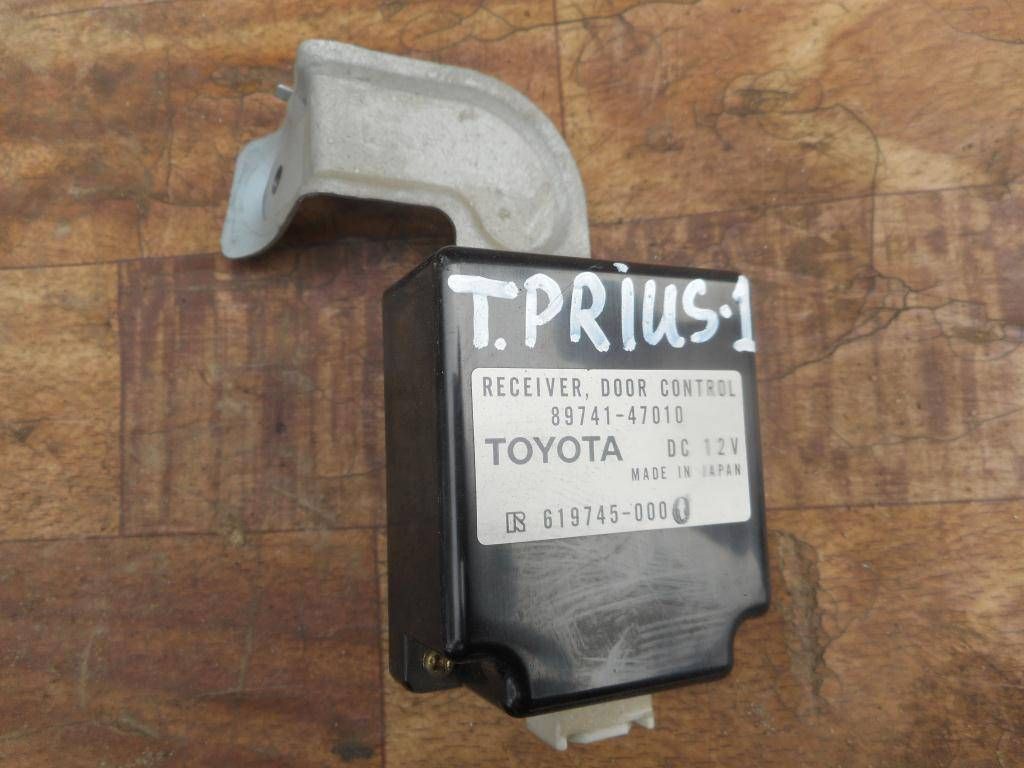 T.PRiUS·1
RECEIVER, DOOR CONTROL
89741-47010
TOYOTA DC 12V
MADE IN JAPAN
619745-000